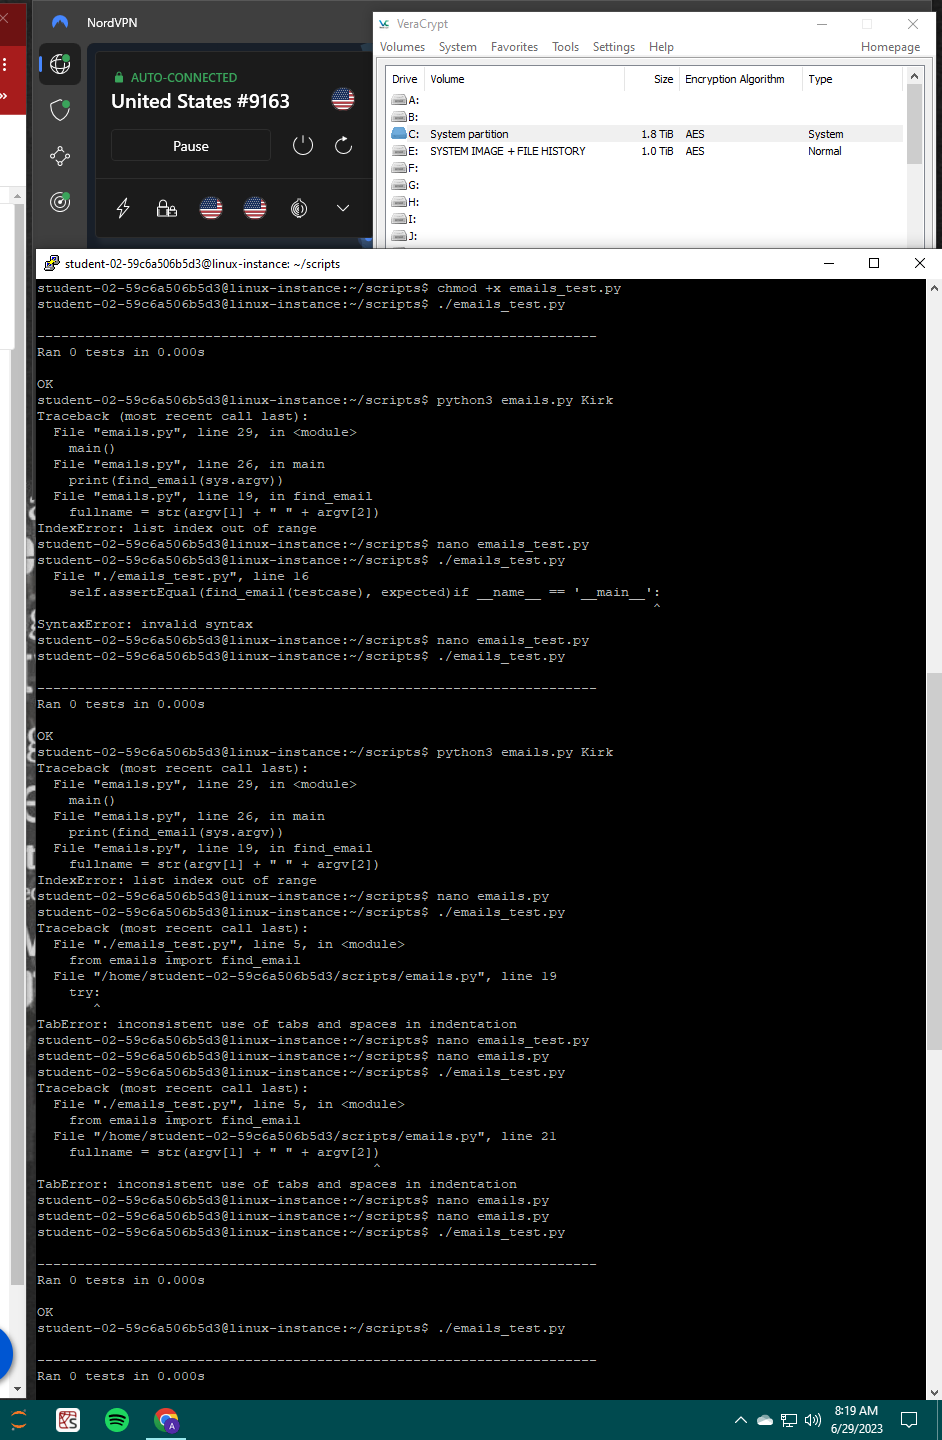 NordVPN
AUTO-CONNECTED
United States #9163
Pause
VeraCrypt
Volumes System Favorites Tools Settings Help Homepage
Drive Volume Size Encryption Algorithm Type
A:
B:
C: System partition 1.8 TiB AES System
E: SYSTEM IMAGE + FILE HISTORY 1.0 TiB AES Normal
F:
G:
H:
I:
J:
student-02-59c6a506b5d3@linux-instance: ~/scripts
student-02-59c6a506b5d3@linux-instance:~/scripts$ chmod +x emails_test.py
student-02-59c6a506b5d3@linux-instance:~/scripts$ ./emails_test.py
----------------------------------------------------------------------
Ran 0 tests in 0.000s
OK
student-02-59c6a506b5d3@linux-instance:~/scripts$ python3 emails.py Kirk
Traceback (most recent call last):
File "emails.py", line 29, in <module>
main()
File "emails.py", line 26, in main
print(find_email(sys.argv))
File "emails.py", line 19, in find_email
fullname = str(argv[1] + " " + argv[2])
IndexError: list index out of range
student-02-59c6a506b5d3@linux-instance:~/scripts$ nano emails_test.py
student-02-59c6a506b5d3@linux-instance:~/scripts$ ./emails_test.py
File "./emails_test.py", line 16
self.assertEqual(find_email(testcase), expected)if __name__ == '__main__':
^
SyntaxError: invalid syntax
student-02-59c6a506b5d3@linux-instance:~/scripts$ nano emails_test.py
student-02-59c6a506b5d3@linux-instance:~/scripts$ ./emails_test.py
----------------------------------------------------------------------
Ran 0 tests in 0.000s
OK
student-02-59c6a506b5d3@linux-instance:~/scripts$ python3 emails.py Kirk
Traceback (most recent call last):
File "emails.py", line 29, in <module>
main()
File "emails.py", line 26, in main
print(find_email(sys.argv))
File "emails.py", line 19, in find_email
fullname = str(argv[1] + " " + argv[2])
IndexError: list index out of range
student-02-59c6a506b5d3@linux-instance:~/scripts$ nano emails.py
student-02-59c6a506b5d3@linux-instance:~/scripts$ ./emails_test.py
Traceback (most recent call last):
File "./emails_test.py", line 5, in <module>
from emails import find_email
File "/home/student-02-59c6a506b5d3/scripts/emails.py", line 19
try:
^
TabError: inconsistent use of tabs and spaces in indentation
student-02-59c6a506b5d3@linux-instance:~/scripts$ nano emails_test.py
student-02-59c6a506b5d3@linux-instance:~/scripts$ nano emails.py
student-02-59c6a506b5d3@linux-instance:~/scripts$ ./emails_test.py
Traceback (most recent call last):
File "./emails_test.py", line 5, in <module>
from emails import find_email
File "/home/student-02-59c6a506b5d3/scripts/emails.py", line 21
fullname = str(argv[1] + " " + argv[2])
^
TabError: inconsistent use of tabs and spaces in indentation
student-02-59c6a506b5d3@linux-instance:~/scripts$ nano emails.py
student-02-59c6a506b5d3@linux-instance:~/scripts$ nano emails.py
student-02-59c6a506b5d3@linux-instance:~/scripts$ ./emails_test.py
----------------------------------------------------------------------
Ran 0 tests in 0.000s
OK
student-02-59c6a506b5d3@linux-instance:~/scripts$ ./emails_test.py
----------------------------------------------------------------------
Ran 0 tests in 0.000s
8:19 AM
6/29/2023